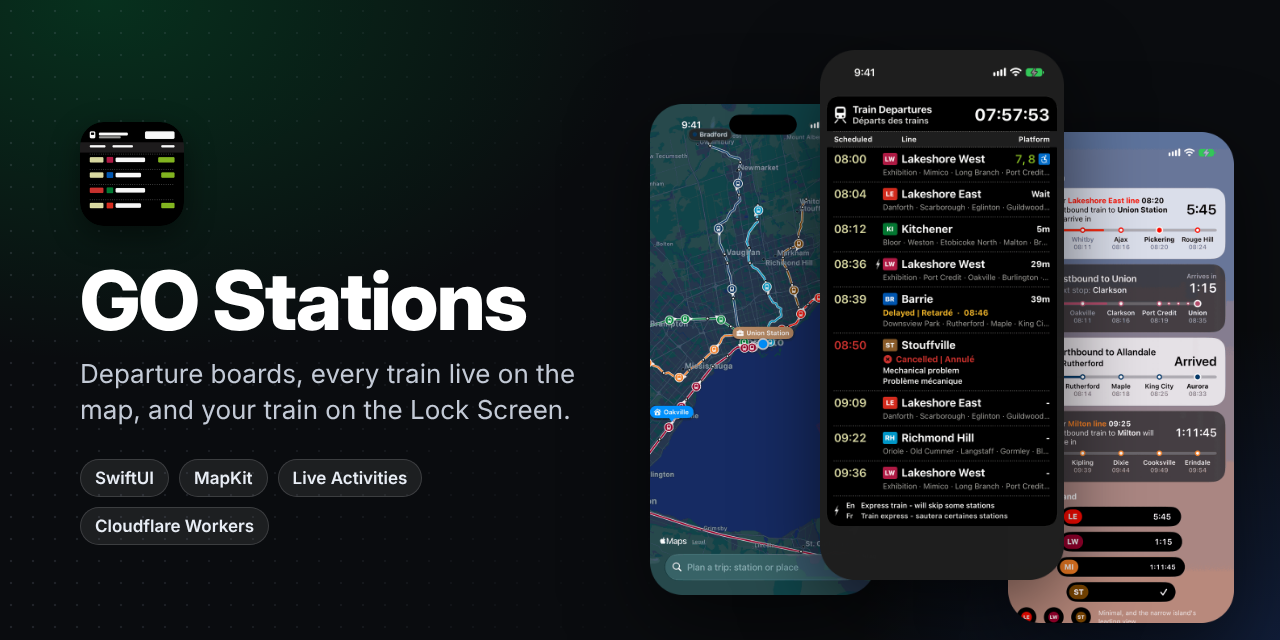 GO Stations
Departure boards, every train live on the
map, and your train on the Lock Screen.
SwiftUI
MapKit
Live Activities
Cloudflare Workers
9:41
Bradford
Newmarket
Vaughan
Markham
Richmond Hill
Union Station
Mississauga
Oakville
Grimsby
Maps
Plan a trip: station or place
9:41
Train Departures
Départs des trains
07:57:53
Scheduled Line Platform
08:00 LW Lakeshore West 7, 8
Exhibition · Mimico · Long Branch · Port Credit...
08:04 LE Lakeshore East Wait
Danforth · Scarborough · Eglinton · Guildwood...
08:12 KI Kitchener 5m
Bloor · Weston · Etobicoke North · Malton · Br...
08:36 LW Lakeshore West 29m
Exhibition · Port Credit · Oakville · Burlington ·...
08:39 BR Barrie 39m
Delayed | Retardé · 08:46
Downsview Park · Rutherford · Maple · King Ci...
08:50 ST Stouffville
Cancelled | Annulé
Mechanical problem
Problème mécanique
09:09 LE Lakeshore East -
Danforth · Scarborough · Eglinton · Guildwood...
09:22 RH Richmond Hill -
Oriole · Old Cummer · Langstaff · Gormley · Bl...
09:36 LW Lakeshore West -
Exhibition · Mimico · Long Branch · Port Credit...
En Express train - will skip some stations
Fr Train express - sautera certaines stations
r Lakeshore East line 08:20
tbound train to Union Station
arrive in
5:45
Whitby Ajax Pickering Rouge Hill
08:11 08:16 08:20 08:24
stbound to Union
xt stop: Clarkson
Arrives in
1:15
Oakville Clarkson Port Credit Union
08:11 08:16 08:19 08:35
rthbound to Allandale
Rutherford
Arrived
Rutherford Maple King City Aurora
08:14 08:18 08:25 08:33
r Milton line 09:25
tbound train to Milton will
e in
1:11:45
Kipling Dixie Cooksville Erindale
09:39 09:44 09:49 09:54
nd
LE 5:45
LW 1:15
MI 1:11:45
ST
LE LW ST
Minimal, and the narrow island's
leading view